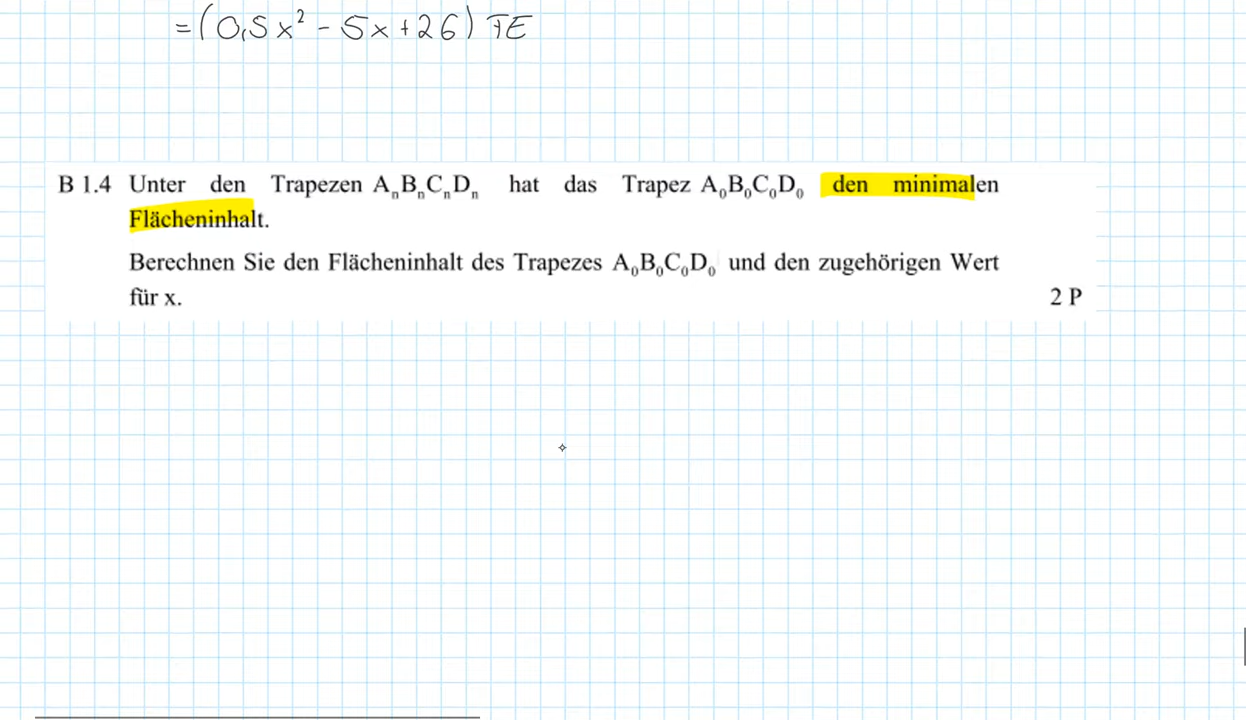 = (0,5x² - 5x + 26) FE
B 1.4 Unter den Trapezen AₙBₙCₙDₙ hat das Trapez A₀B₀C₀D₀ den minimalen
Flächeninhalt.
Berechnen Sie den Flächeninhalt des Trapezes A₀B₀C₀D₀ und den zugehörigen Wert
für x. 2 P